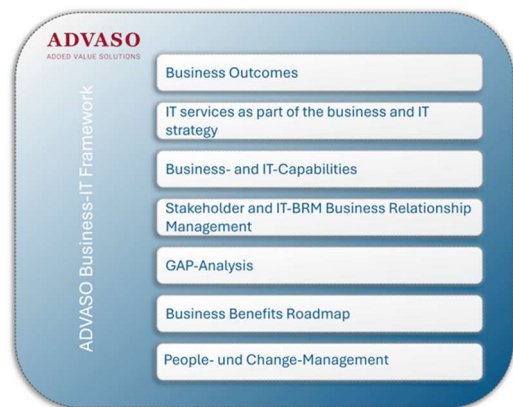 ADVASO
ADDED VALUE SOLUTIONS
ADVASO Business-IT Framework
Business Outcomes
IT services as part of the business and IT
strategy
Business- and IT-Capabilities
Stakeholder and IT-BRM Business Relationship
Management
GAP-Analysis
Business Benefits Roadmap
People- und Change-Management